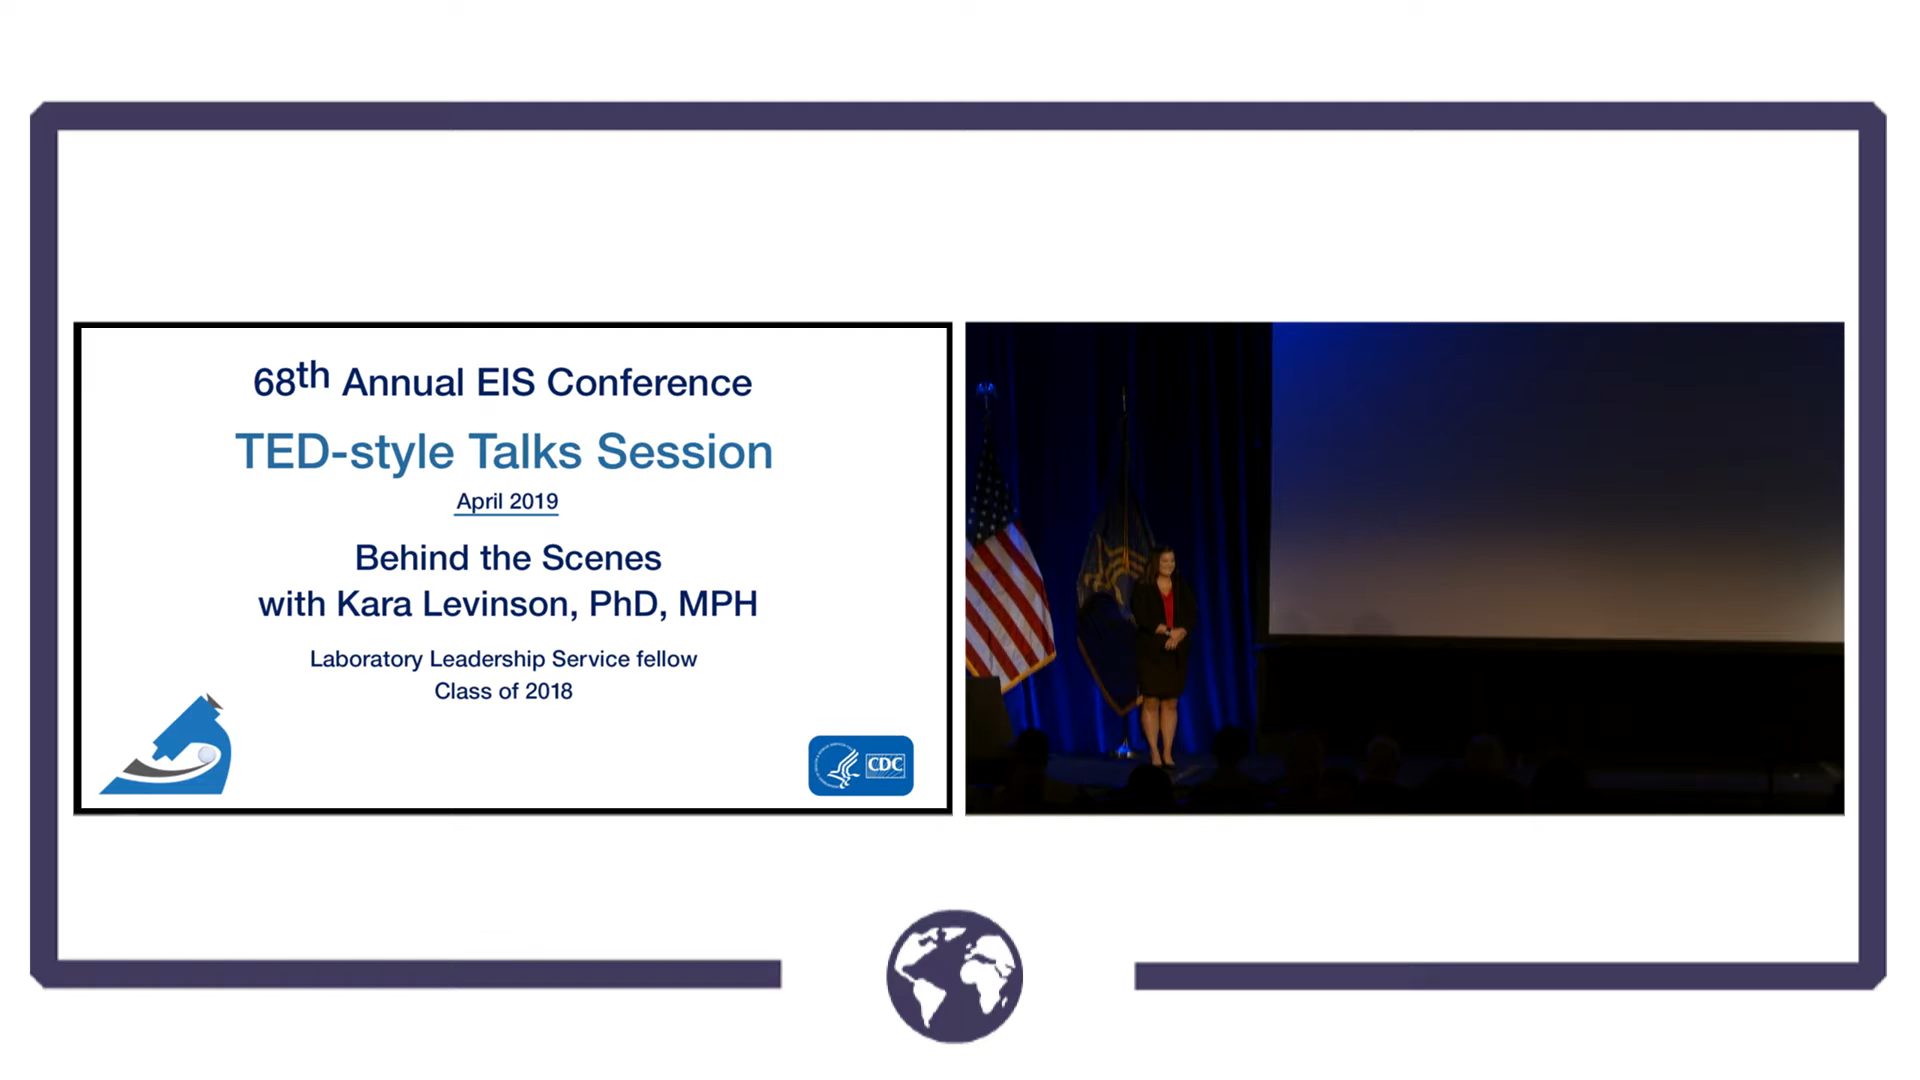 68th Annual EIS Conference
TED-style Talks Session
April 2019
Behind the Scenes
with Kara Levinson, PhD, MPH
Laboratory Leadership Service fellow
Class of 2018
CDC